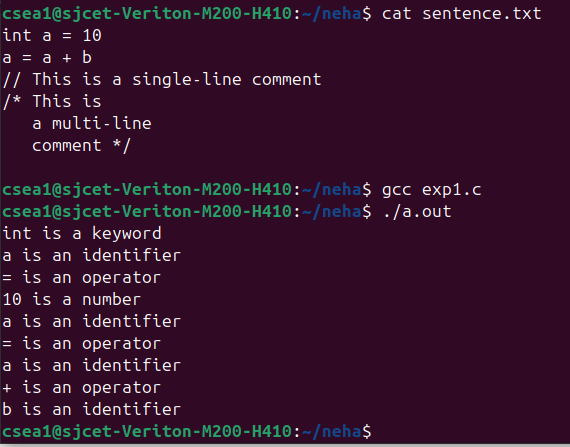 csea1@sjcet-Veriton-M200-H410:~/neha$ cat sentence.txt
int a = 10
a = a + b
// This is a single-line comment
/* This is
   a multi-line
   comment */

csea1@sjcet-Veriton-M200-H410:~/neha$ gcc exp1.c
csea1@sjcet-Veriton-M200-H410:~/neha$ ./a.out
int is a keyword
a is an identifier
= is an operator
10 is a number
a is an identifier
= is an operator
a is an identifier
+ is an operator
b is an identifier
csea1@sjcet-Veriton-M200-H410:~/neha$